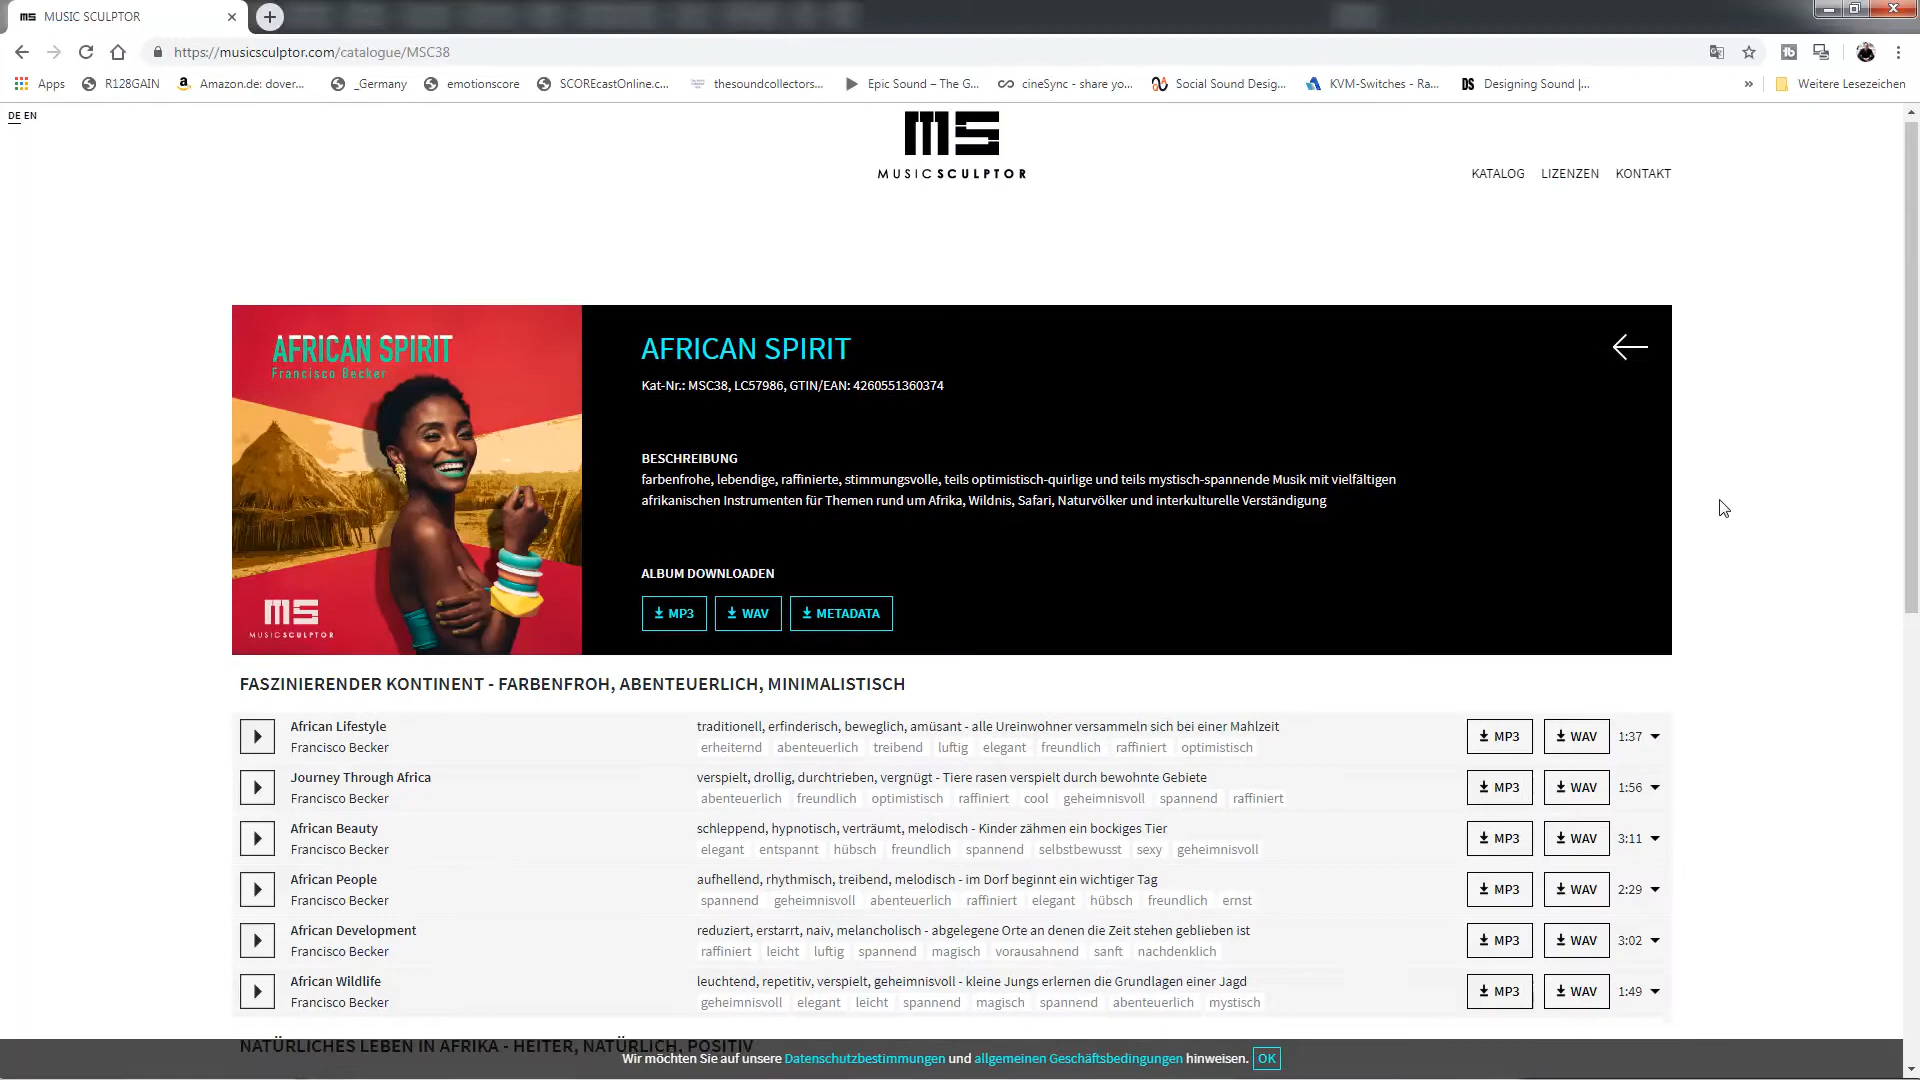 MUSIC SCULPTOR
https://musicsculptor.com/catalogue/MSC38
Apps R128GAIN Amazon.de: dover... _Germany emotionscore SCOREcastOnline.c... thesoundcollectors... Epic Sound – The G... cineSync - share yo... Social Sound Desig... KVM-Switches - Ra... Designing Sound |... » Weitere Lesezeichen
DE EN
MUSICSCULPTOR
KATALOG LIZENZEN KONTAKT
AFRICAN SPIRIT
Francisco Becker
MUSICSCULPTOR
AFRICAN SPIRIT
Kat-Nr.: MSC38, LC57986, GTIN/EAN: 4260551360374
BESCHREIBUNG
farbenfrohe, lebendige, raffinierte, stimmungsvolle, teils optimistisch-quirlige und teils mystisch-spannende Musik mit vielfältigen
afrikanischen Instrumenten für Themen rund um Afrika, Wildnis, Safari, Naturvölker und interkulturelle Verständigung
ALBUM DOWNLOADEN
MP3 WAV METADATA
FASZINIERENDER KONTINENT - FARBENFROH, ABENTEUERLICH, MINIMALISTISCH
African Lifestyle traditionell, erfinderisch, beweglich, amüsant - alle Ureinwohner versammeln sich bei einer Mahlzeit MP3 WAV 1:37
Francisco Becker erheiternd abenteuerlich treibend luftig elegant freundlich raffiniert optimistisch
Journey Through Africa verspielt, drollig, durchtrieben, vergnügt - Tiere rasen verspielt durch bewohnte Gebiete MP3 WAV 1:56
Francisco Becker abenteuerlich freundlich optimistisch raffiniert cool geheimnisvoll spannend raffiniert
African Beauty schleppend, hypnotisch, verträumt, melodisch - Kinder zähmen ein bockiges Tier MP3 WAV 3:11
Francisco Becker elegant entspannt hübsch freundlich spannend selbstbewusst sexy geheimnisvoll
African People aufhellend, rhythmisch, treibend, melodisch - im Dorf beginnt ein wichtiger Tag MP3 WAV 2:29
Francisco Becker spannend geheimnisvoll abenteuerlich raffiniert elegant hübsch freundlich ernst
African Development reduziert, erstarrt, naiv, melancholisch - abgelegene Orte an denen die Zeit stehen geblieben ist MP3 WAV 3:02
Francisco Becker raffiniert leicht luftig spannend magisch vorausahnend sanft nachdenklich
African Wildlife leuchtend, repetitiv, verspielt, geheimnisvoll - kleine Jungs erlernen die Grundlagen einer Jagd MP3 WAV 1:49
Francisco Becker geheimnisvoll elegant leicht spannend magisch spannend abenteuerlich mystisch
NATÜRLICHES LEBEN IN AFRIKA - HEITER, NATÜRLICH, POSITIV
Wir möchten Sie auf unsere Datenschutzbestimmungen und allgemeinen Geschäftsbedingungen hinweisen. OK